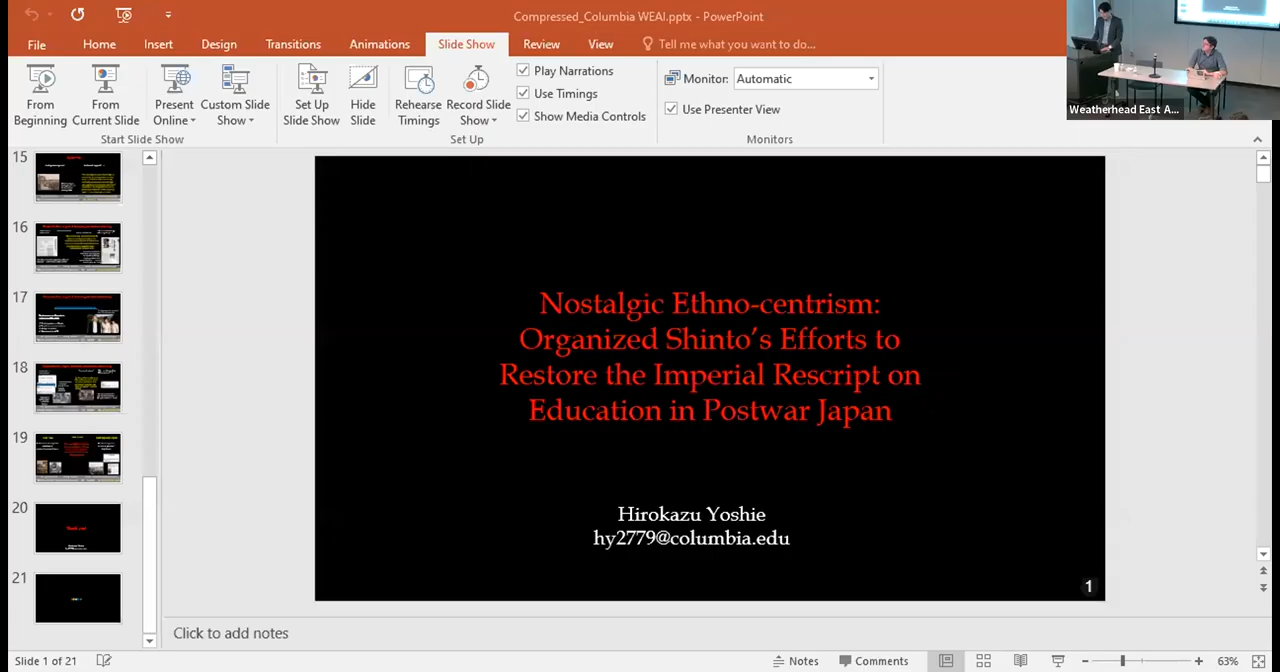 Compressed_Columbia WEAI.pptx - PowerPoint
File Home Insert Design Transitions Animations Slide Show Review View Tell me what you want to do...
From Beginning
From Current Slide
Present Online
Custom Slide Show
Start Slide Show
Set Up Slide Show
Hide Slide
Rehearse Timings
Record Slide Show
Play Narrations
Use Timings
Show Media Controls
Set Up
Monitor: Automatic
Use Presenter View
Monitors
Weatherhead East A...
15
16
17
18
19
20
Thank you!
21
Nostalgic Ethno-centrism:
Organized Shinto’s Efforts to
Restore the Imperial Rescript on
Education in Postwar Japan
Hirokazu Yoshie
hy2779@columbia.edu
1
Click to add notes
Slide 1 of 21
Notes Comments 63%